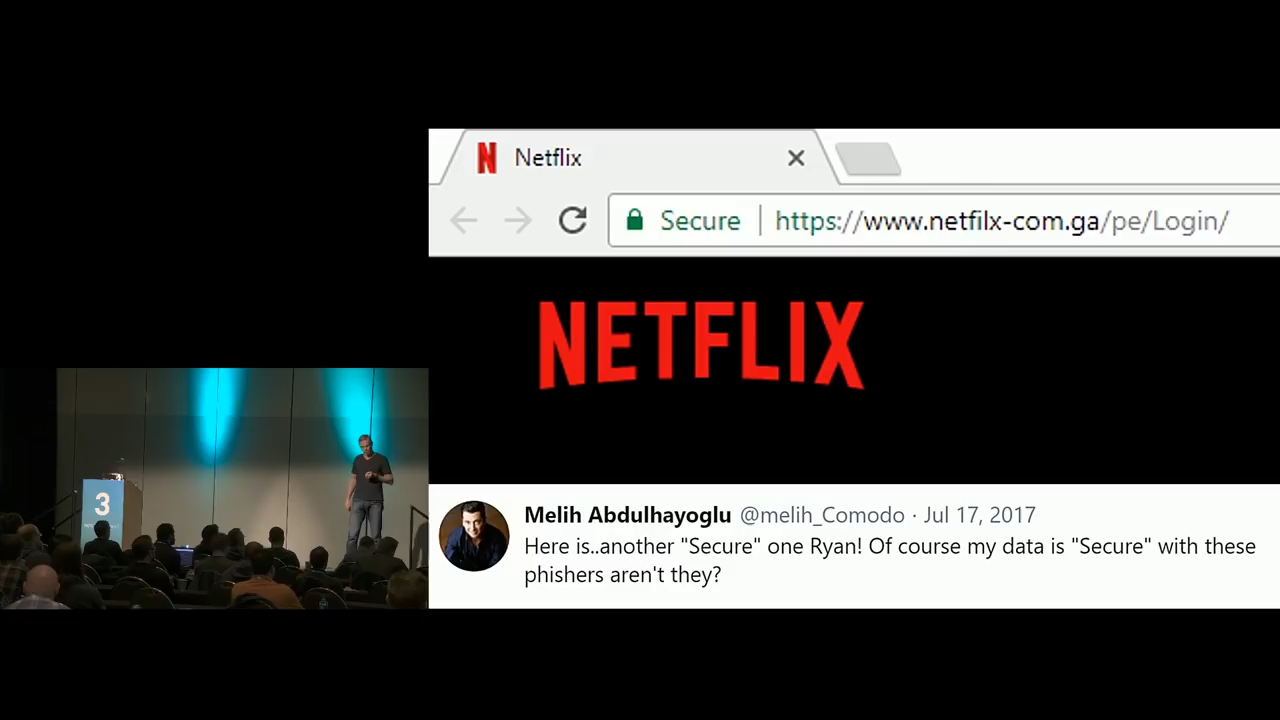 Netflix
Secure | https://www.netfilx-com.ga/pe/Login/
NETFLIX
Melih Abdulhayoglu @melih_Comodo · Jul 17, 2017
Here is..another "Secure" one Ryan! Of course my data is "Secure" with these
phishers aren't they?
3